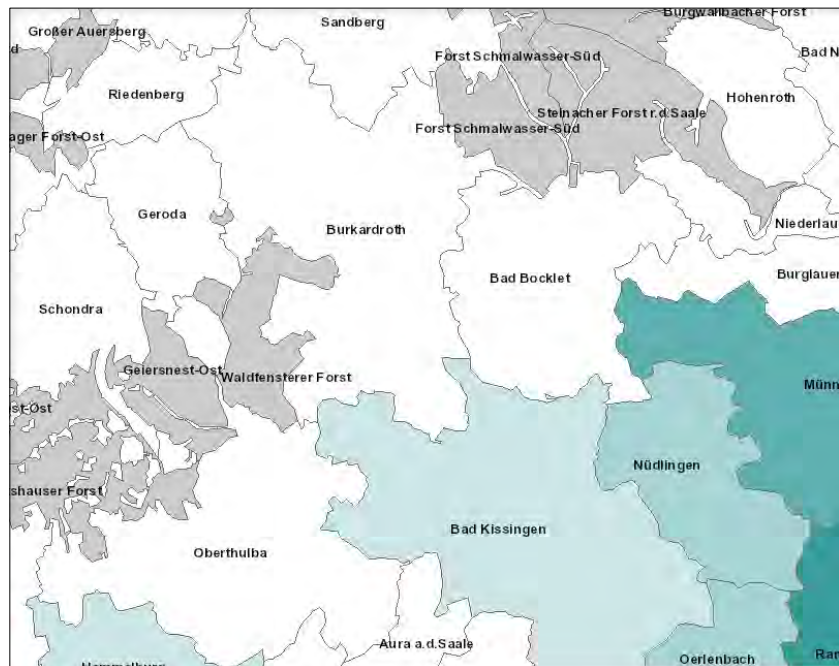 Sandberg
Burgwallbacher Forst
Großer Auersberg
Bad N
Forst Schmalwasser-Süd
Riedenberg
Hohenroth
Steinacher Forst r.d.Saale
Forst Schmalwasser-Süd
ager Forst-Ost
Geroda
Burkardroth
Niederlau
Bad Bocklet
Burglauer
Schondra
Geiersnest-Ost
Waldfensterer Forst
Münn
st-Ost
Nüdlingen
shauser Forst
Bad Kissingen
Oberthulba
Aura a.d.Saale
Oerlenbach
Hammelburg